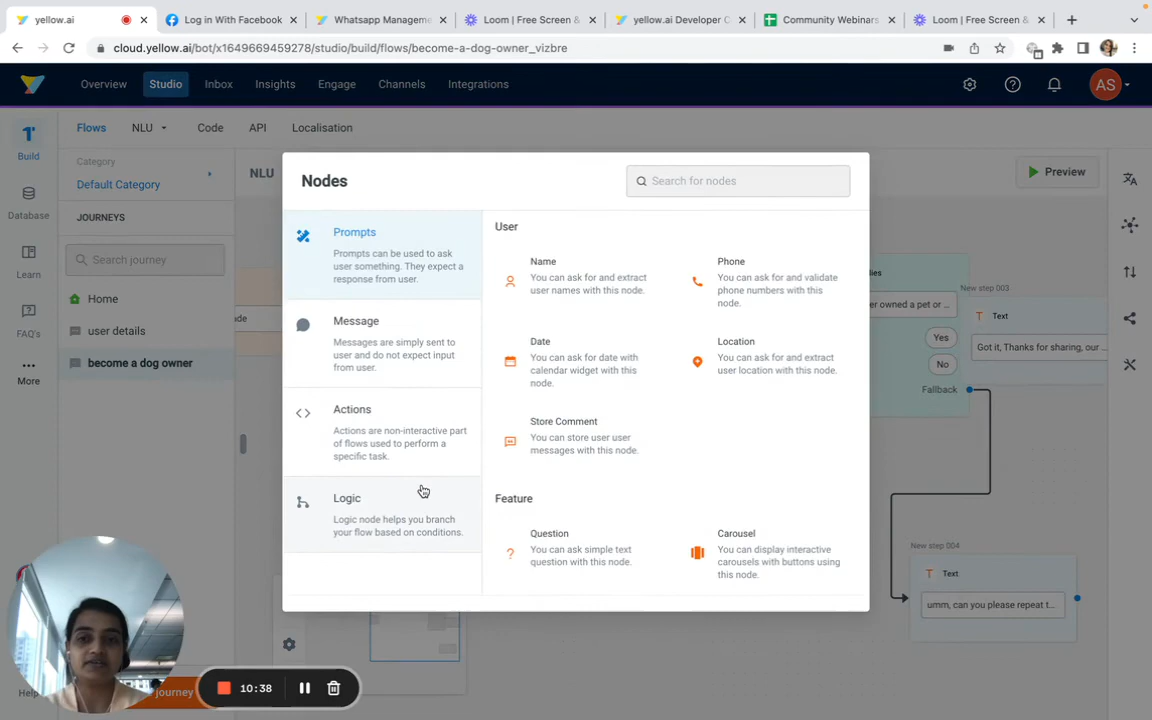 yellow.ai
Log in With Facebook
Whatsapp Manageme
Loom | Free Screen &
yellow.ai Developer C
Community Webinars
Loom | Free Screen &
cloud.yellow.ai/bot/x1649669459278/studio/build/flows/become-a-dog-owner_vizbre
Overview
Studio
Inbox
Insights
Engage
Channels
Integrations
AS
Build
Database
Learn
FAQ's
More
Help
Flows
NLU
Code
API
Localisation
Category
Default Category
JOURNEYS
Search journey
Home
user details
become a dog owner
journey
NLU
Preview
Nodes
Search for nodes
Prompts
Prompts can be used to ask
user something. They expect a
response from user.
Message
Messages are simply sent to
user and do not expect input
from user.
Actions
Actions are non-interactive part
of flows used to perform a
specific task.
Logic
Logic node helps you branch
your flow based on conditions.
User
Name
You can ask for and extract
user names with this node.
Phone
You can ask for and validate
phone numbers with this
node.
Date
You can ask for date with
calendar widget with this
node.
Location
You can ask for and extract
user location with this node.
Store Comment
You can store user user
messages with this node.
Feature
Question
You can ask simple text
question with this node.
Carousel
You can display interactive
carousels with buttons using
this node.
er owned a pet or ...
Yes
No
Fallback
New step 003
Text
Got it, Thanks for sharing, our ...
New step 004
Text
umm, can you please repeat t...
10:38